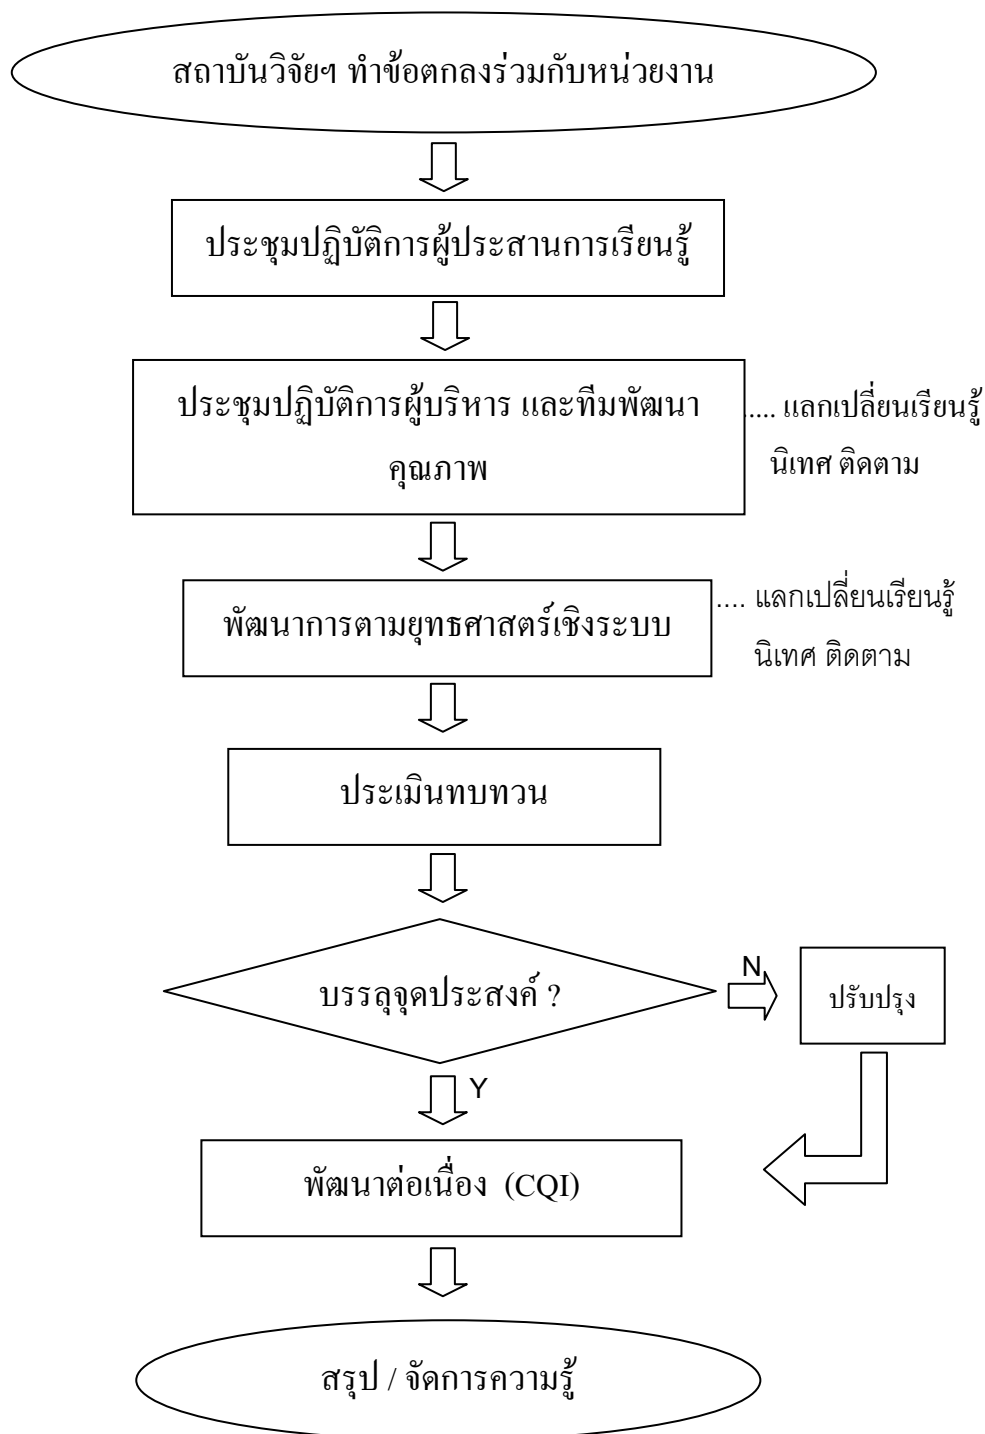 สถาบันวิจัยฯ ทำข้อตกลงร่วมกับหน่วยงาน
ประชุมปฏิบัติการผู้ประสานการเรียนรู้
ประชุมปฏิบัติการผู้บริหาร และทีมพัฒนา
คุณภาพ
.... แลกเปลี่ยนเรียนรู้
นิเทศ ติดตาม
พัฒนาการตามยุทธศาสตร์เชิงระบบ
.... แลกเปลี่ยนเรียนรู้
นิเทศ ติดตาม
ประเมินทบทวน
บรรลุจุดประสงค์ ?
N
ปรับปรุง
Y
พัฒนาต่อเนื่อง (CQI)
สรุป / จัดการความรู้